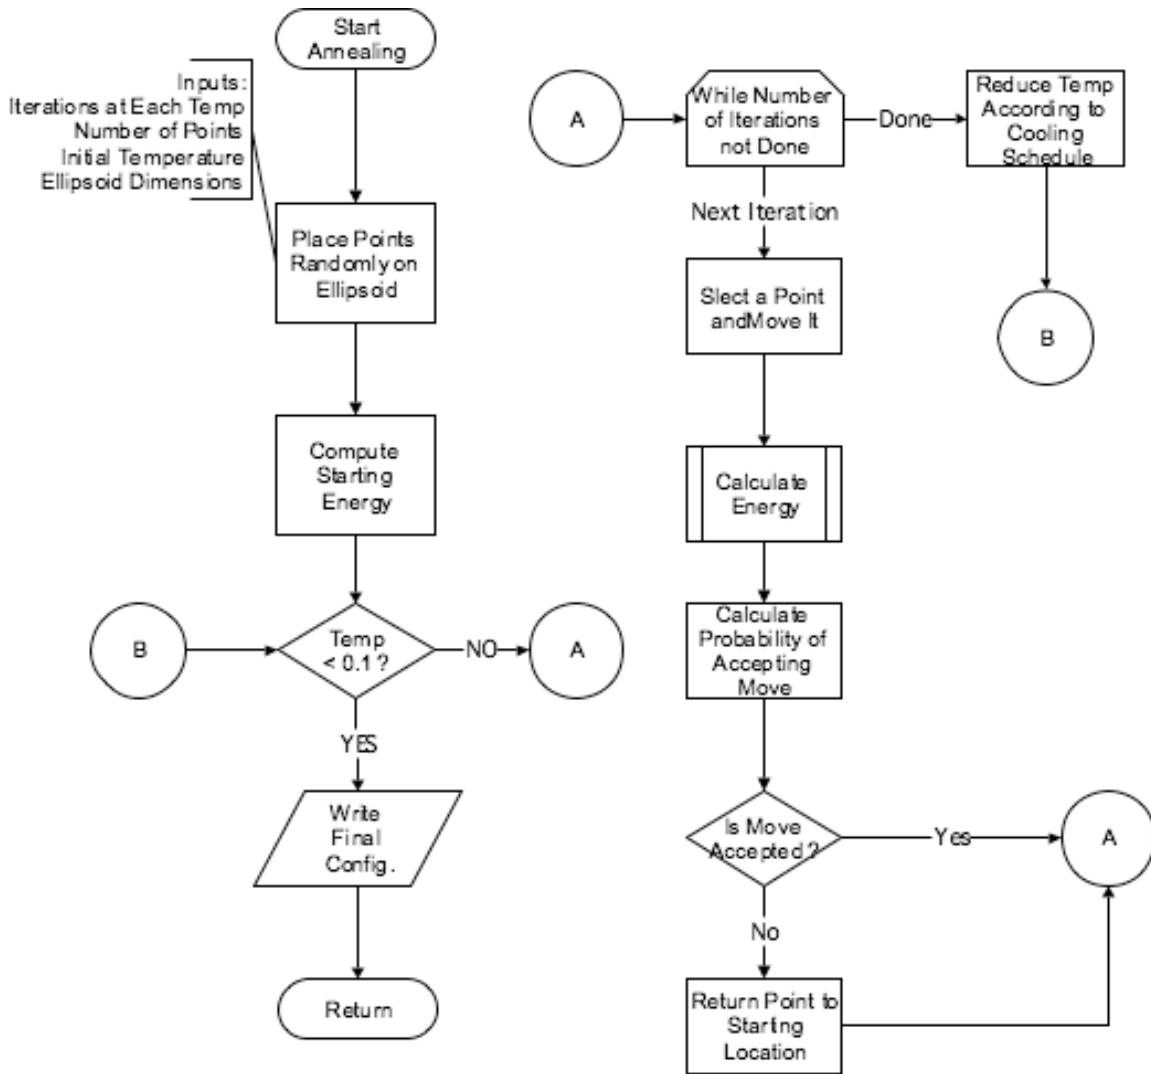 Start
Annealing
Inputs:
Iterations at Each Temp
Number of Points
Initial Temperature
Ellipsoid Dimensions
Place Points
Randomly on
Ellipsoid
Compute
Starting
Energy
B
Temp
< 0.1?
NO
A
YES
Write
Final
Config.
Return
A
While Number
of Iterations
not Done
Done
Reduce Temp
According to
Cooling
Schedule
B
Next Iteration
Slect a Point
andMove It
Calculate
Energy
Calculate
Probability of
Accepting
Move
Is Move
Accepted?
Yes
A
No
Return Point to
Starting
Location